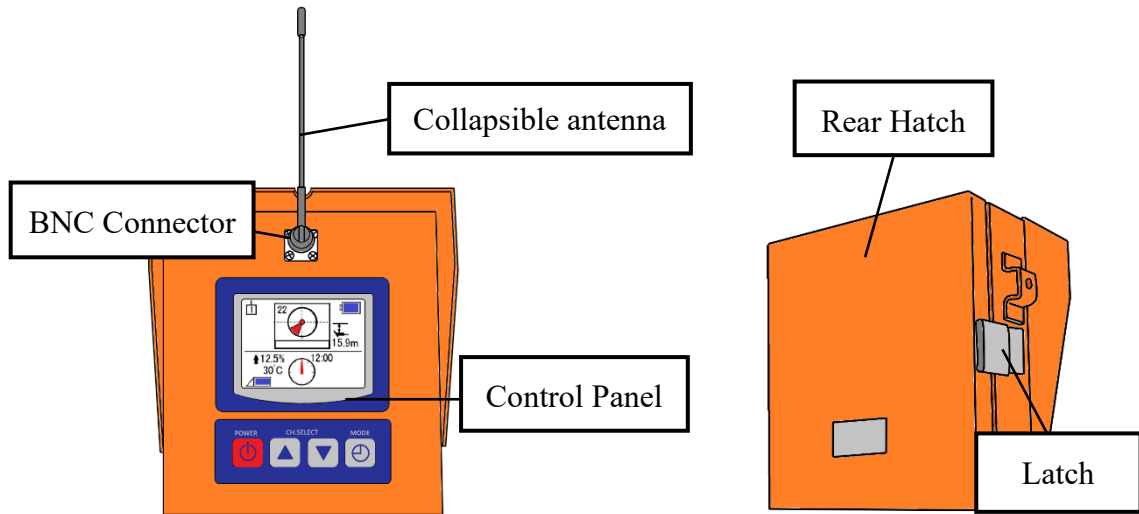 Collapsible antenna
Rear Hatch
BNC Connector
1
22
15.9m
12.5% 12:00
30°C
Control Panel
POWER CH.SELECT MODE
Latch